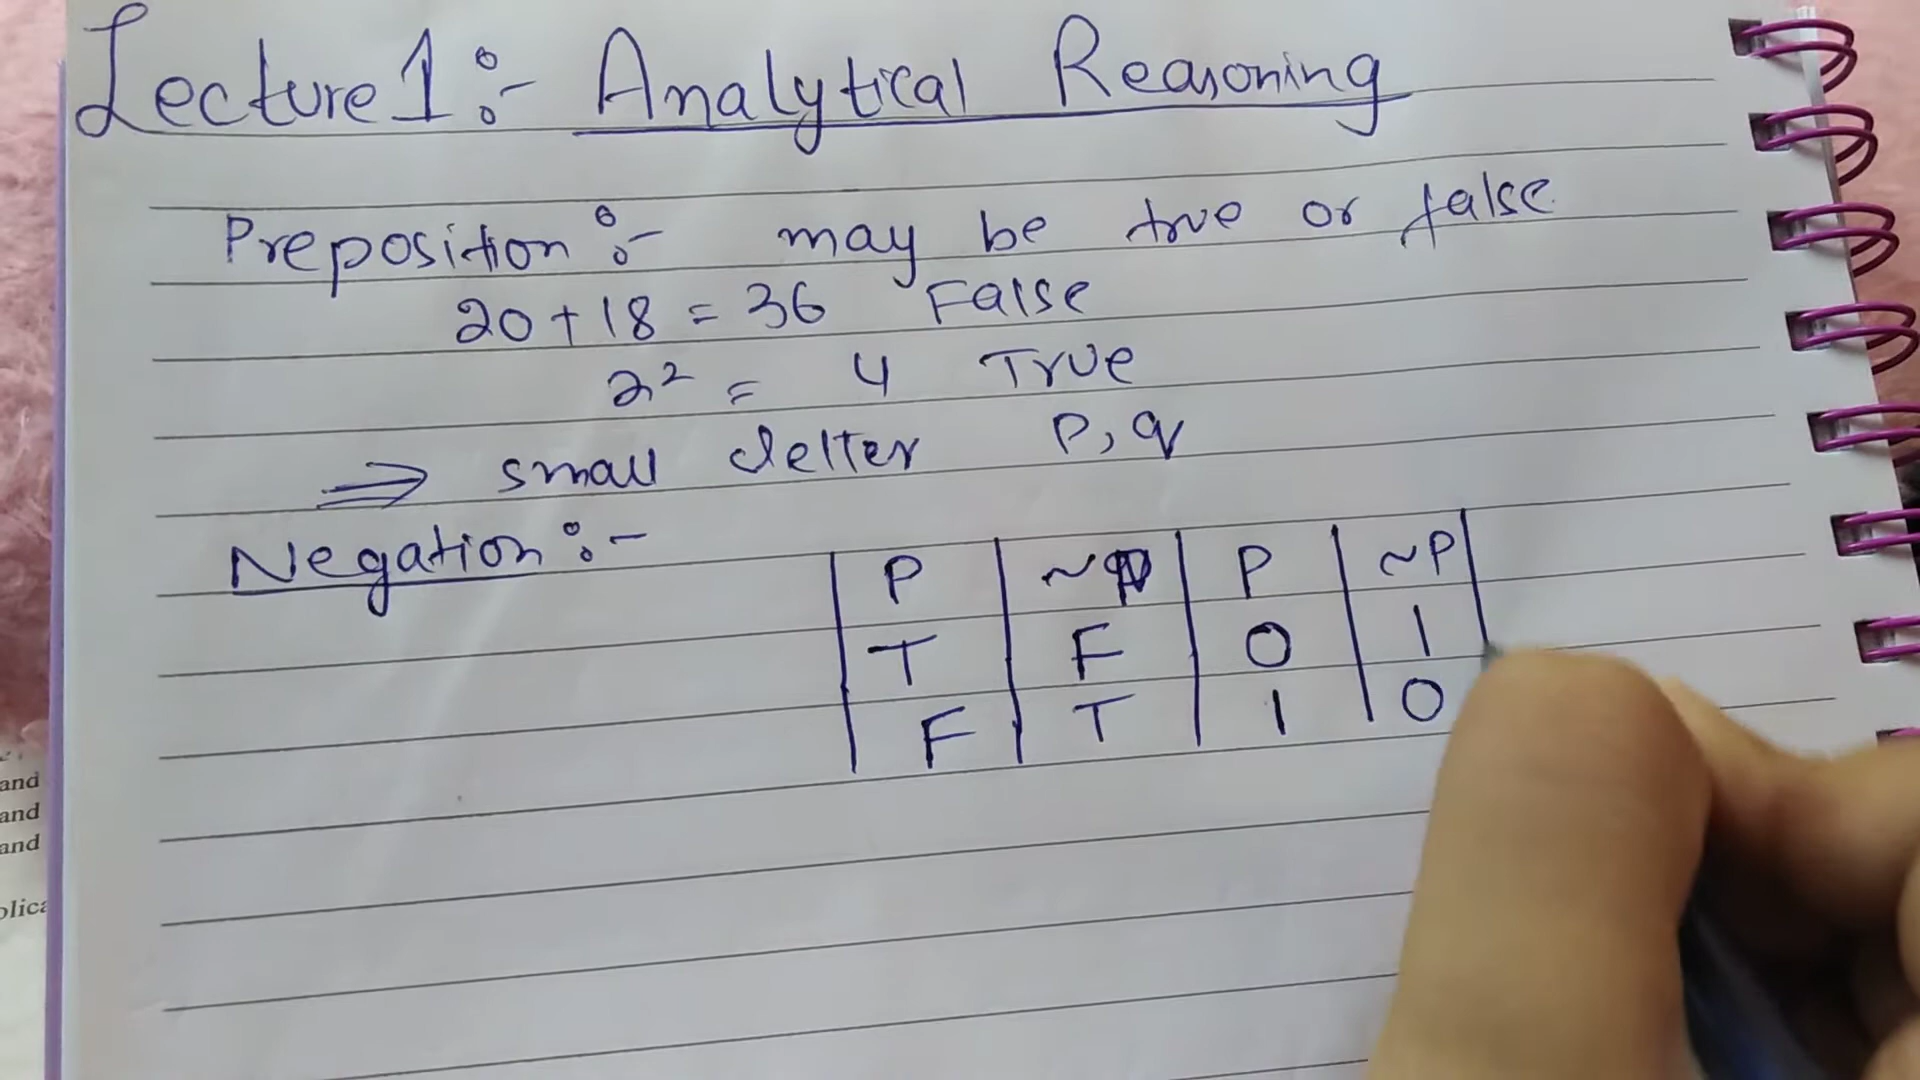 Lecture 1:- Analytical Reasoning
Preposition:- may be true or false
20 + 18 = 36 False
2² = 4 True
⇒ small letter P, q
Negation:-
P ~P P ~P
T F 0 1
F T 1 0
and
and
and